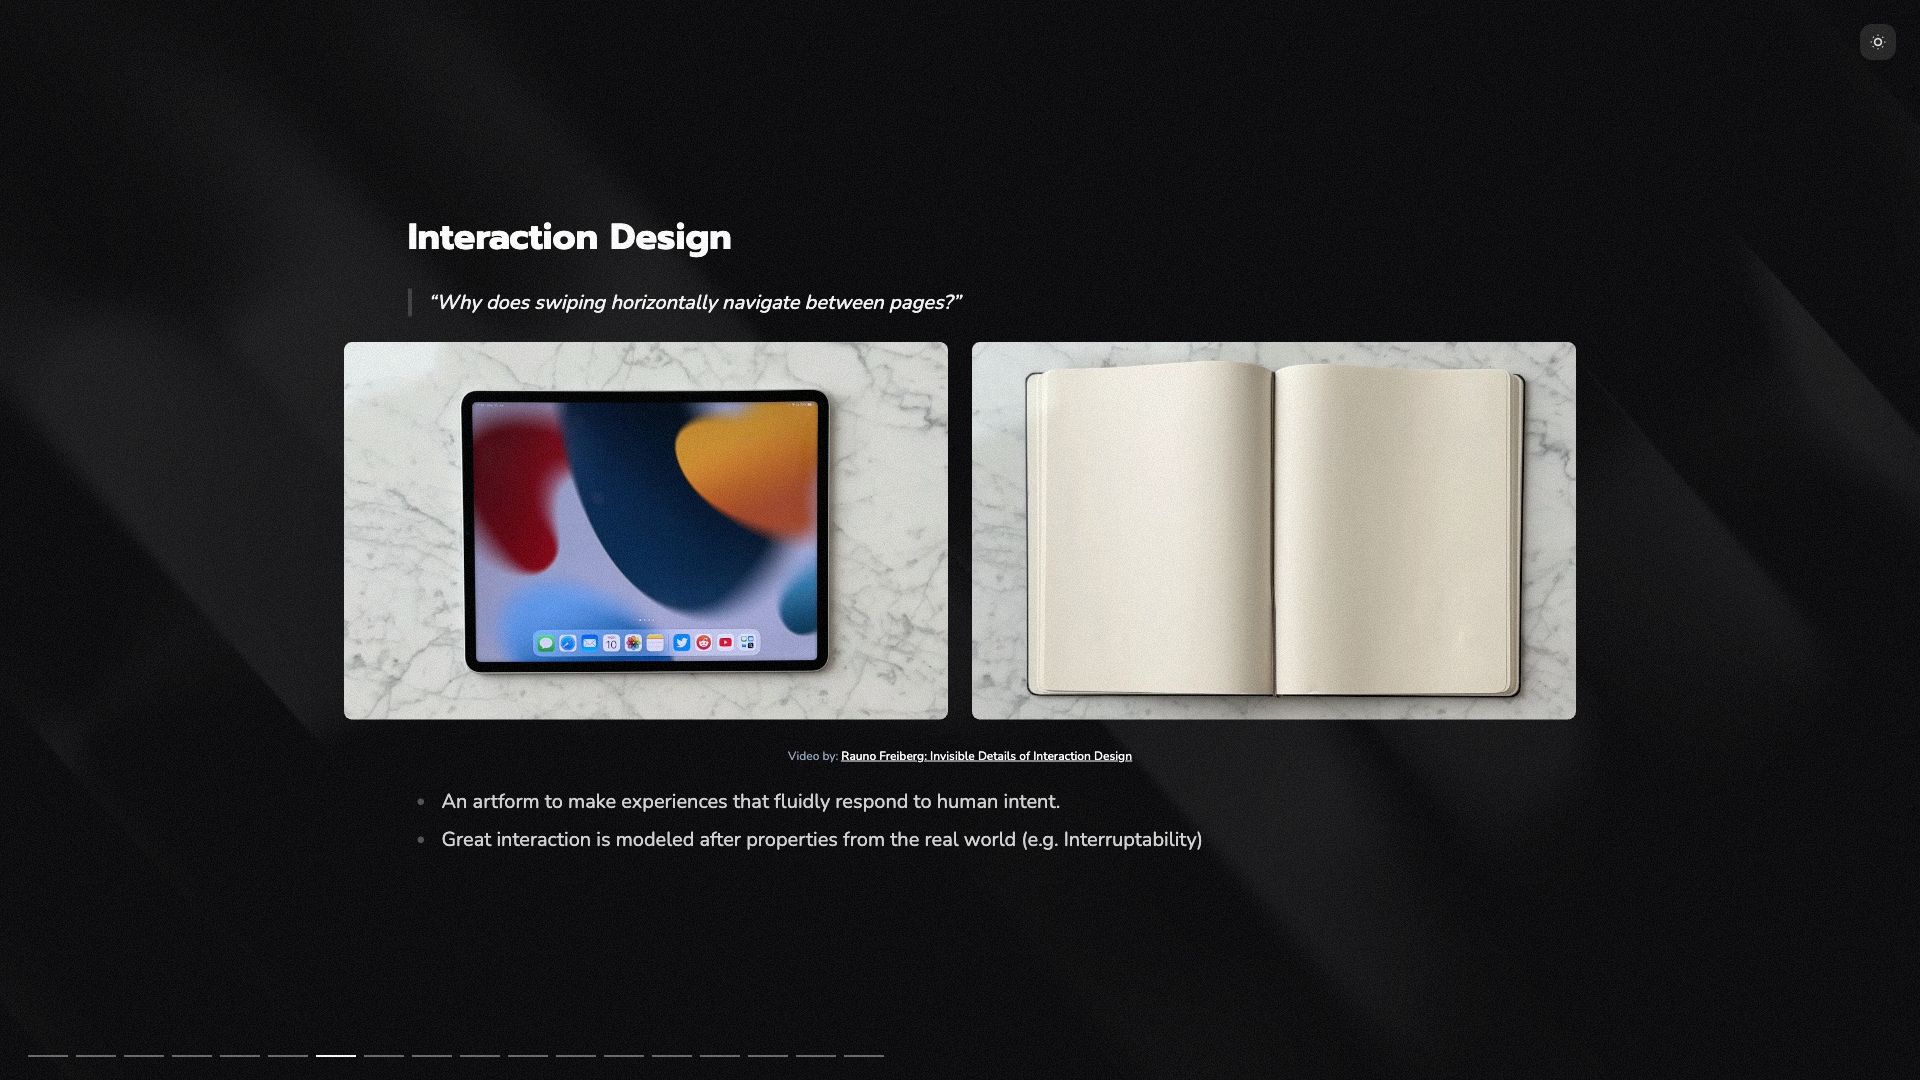 Interaction Design
“Why does swiping horizontally navigate between pages?”
10
Video by: Rauno Freiberg: Invisible Details of Interaction Design
An artform to make experiences that fluidly respond to human intent.
Great interaction is modeled after properties from the real world (e.g. Interruptability)